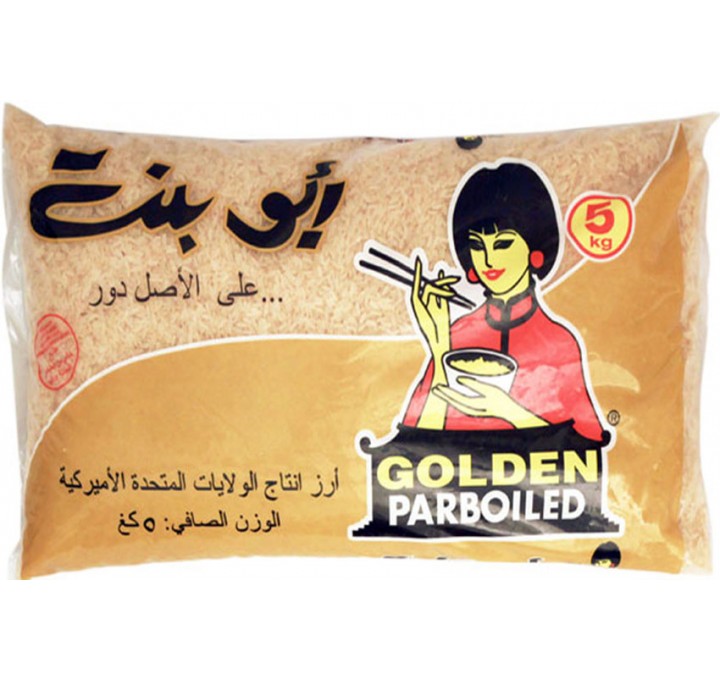 أبو بنت
...على الأصل دور
5
kg
®
أرز انتاج الولايات المتحدة الأميركية
الوزن الصافي: ٥ كغ
GOLDEN
PARBOILED